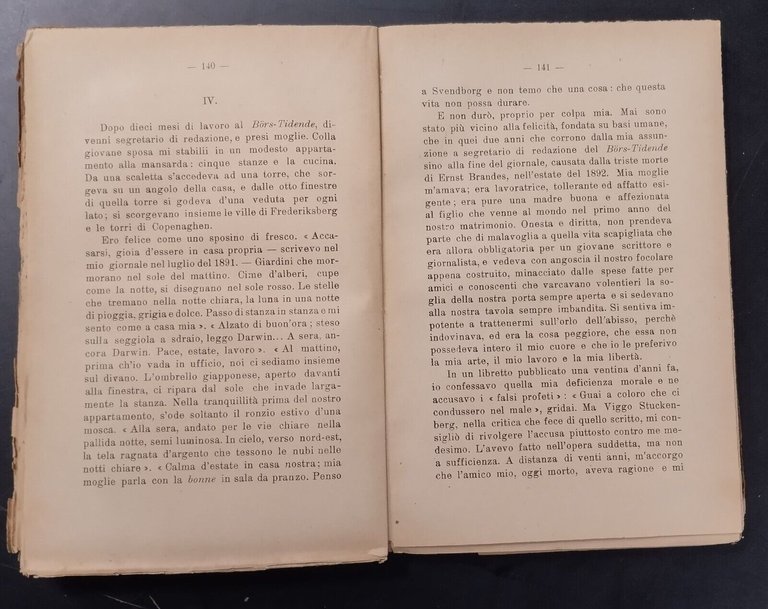 — 140 —
IV.
Dopo dieci mesi di lavoro al Börs-Tidende, di-
venni segretario di redazione, e presi moglie. Colla
giovane sposa mi stabilii in un modesto apparta-
mento alla mansarda: cinque stanze e la cucina.
Da una scaletta s'accedeva ad una torre, che sor-
geva su un angolo della casa, e dalle otto finestre
di quella torre si godeva d'una veduta per ogni
lato; si scorgevano insieme le ville di Frederiksberg
e le torri di Copenaghen.
Ero felice come uno sposino di fresco. « Acca-
sarsi, gioia d'essere in casa propria — scrivevo nel
mio giornale nel luglio del 1891. — Giardini che mor-
morano nel sole del mattino. Cime d'alberi, cupe
come la notte, si disegnano nel sole rosso. Le stelle
che tremano nella notte chiara, la luna in una notte
di pioggia, grigia e dolce. Passo di stanza in stanza e mi
sento come a casa mia ». « Alzato di buon'ora; steso
sulla seggiola a sdraio, leggo Darwin... A sera, an-
cora Darwin. Pace, estate, lavoro ». « Al mattino,
prima ch'io vada in ufficio, noi ci sediamo insieme
sul divano. L'ombrello giapponese, aperto davanti
alla finestra, ci ripara dal sole che invade larga-
mente la stanza. Nella tranquillità prima del nostro
appartamento, s'ode soltanto il ronzio estivo d'una
mosca. « Alla sera, andato per le vie chiare nella
pallida notte, semi luminosa. In cielo, verso nord-est,
la tela ragnata d'argento che tessono le nubi nelle
notti chiare ». « Calma d'estate in casa nostra; mia
moglie parla con la bonne in sala da pranzo. Penso
— 141 —
a Svendborg e non temo che una cosa: che questa
vita non possa durare.
E non durò, proprio per colpa mia. Mai sono
stato più vicino alla felicità, fondata su basi umane,
che in quei due anni che corrono dalla mia assun-
zione a segretario di redazione del Börs-Tidende
sino alla fine del giornale, causata dalla triste morte
di Ernst Brandes, nell'estate del 1892. Mia moglie
m'amava; era lavoratrice, tollerante ed affatto esi-
gente; era pure una madre buona e affezionata
al figlio che venne al mondo nel primo anno del
nostro matrimonio. Onesta e diritta, non prendeva
parte che di malavoglia a quella vita scapigliata che
era allora obbligatoria per un giovane scrittore e
giornalista, e vedeva con angoscia il nostro focolare
appena costruito, minacciato dalle spese fatte per
amici e conoscenti che varcavano volentieri la so-
glia della nostra porta sempre aperta e si sedevano
alla nostra tavola sempre imbandita. Si sentiva im-
potente a trattenermi sull'orlo dell'abisso, perchè
indovinava, ed era la cosa peggiore, che essa non
possedeva intero il mio cuore e che io le preferivo
la mia arte, il mio lavoro e la mia libertà.
In un libretto pubblicato una ventina d'anni fa,
io confessavo quella mia deficienza morale e ne
accusavo i « falsi profeti »: « Guai a coloro che ci
condussero nel male », gridai. Ma Viggo Stucken-
berg, nella critica che fece di quello scritto, mi con-
sigliò di rivolgere l'accusa piuttosto contro me me-
desimo. L'avevo fatto nell'opera suddetta, ma non
a sufficienza. A distanza di venti anni, m'accorgo
che l'amico mio, oggi morto, aveva ragione e mi